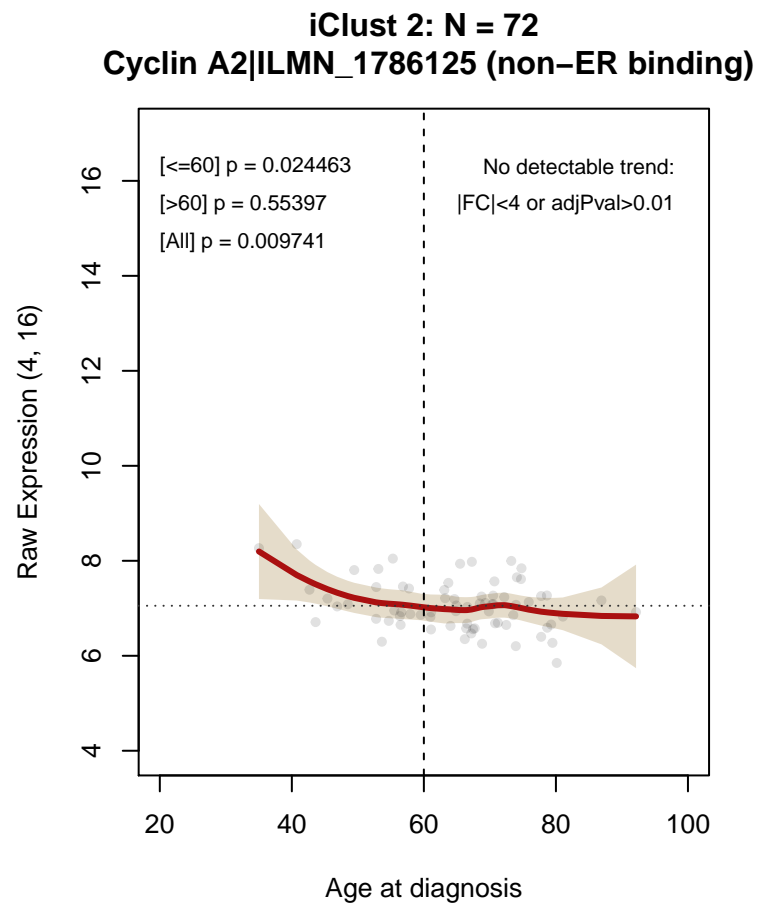 iClust 2: N = 72
Cyclin A2|ILMN_1786125 (non−ER binding)
[<=60] p = 0.024463
[>60] p = 0.55397
[All] p = 0.009741
No detectable trend:
|FC|<4 or adjPval>0.01
Raw Expression (4, 16)
16
14
12
10
8
6
4
20 40 60 80 100
Age at diagnosis